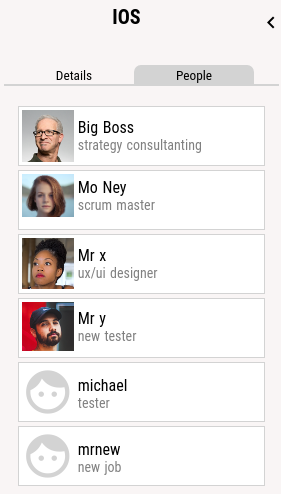 IOS
Details
People
Big Boss
strategy consultanting
Mo Ney
scrum master
Mr x
ux/ui designer
Mr y
new tester
michael
tester
mrnew
new job